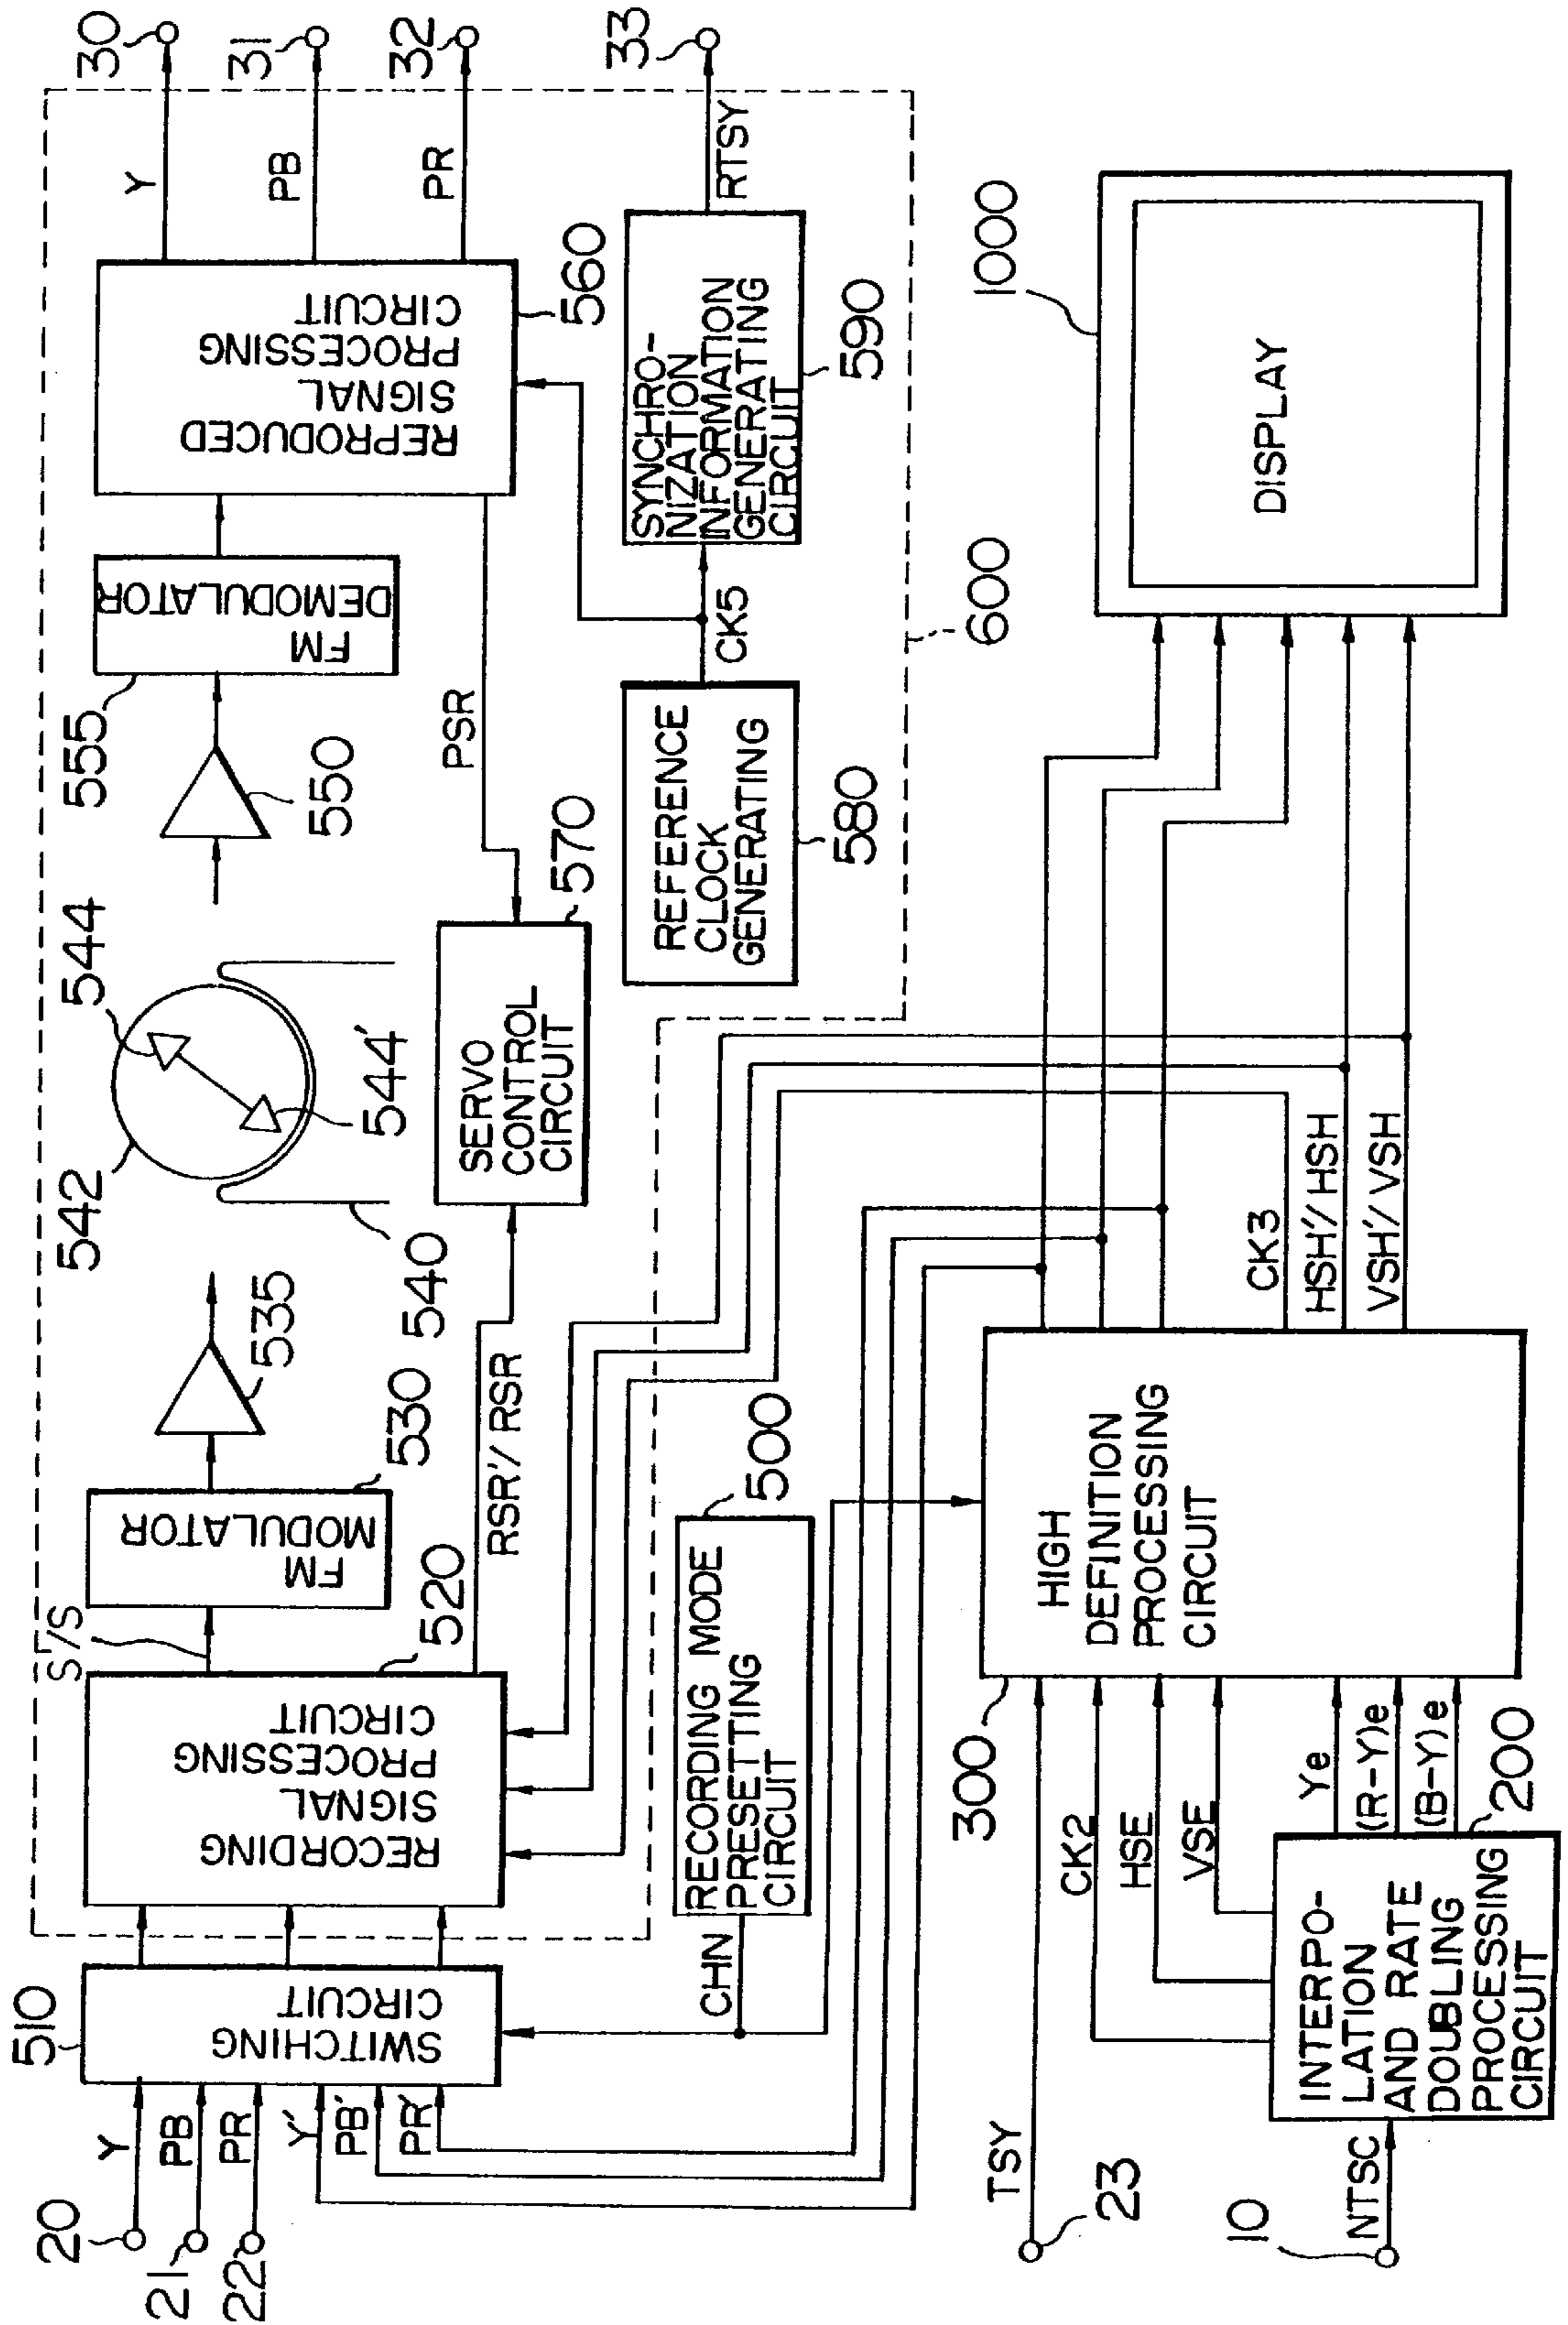 510
SWITCHING
CIRCUIT
20
21
22
Y
PB
PR
Y'
PB'
PR'
S'/S
RECORDING
SIGNAL
PROCESSING
CIRCUIT
520
FM
MODULATOR
530
535
542
544
544'
540
550
555
FM
DEMODULATOR
REPRODUCED
SIGNAL
PROCESSING
CIRCUIT
560
Y
PB
PR
30
31
32
33
RSR'/RSR
SERVO
CONTROL
CIRCUIT
570
PSR
REFERENCE
CLOCK
GENERATING
580
CK5
SYNCHRO-
NIZATION
INFORMATION
GENERATING
CIRCUIT
590
RTSY
600
CHN
RECORDING MODE
PRESETTING
CIRCUIT
500
TSY
23
10
NTSC
INTERPO-
LATION
AND RATE
DOUBLING
PROCESSING
CIRCUIT
200
CK2
HSE
VSE
Ye
(R-Y)e
(B-Y)e
300
HIGH
DEFINITION
PROCESSING
CIRCUIT
CK3
HSH'/HSH
VSH'/VSH
DISPLAY
1000